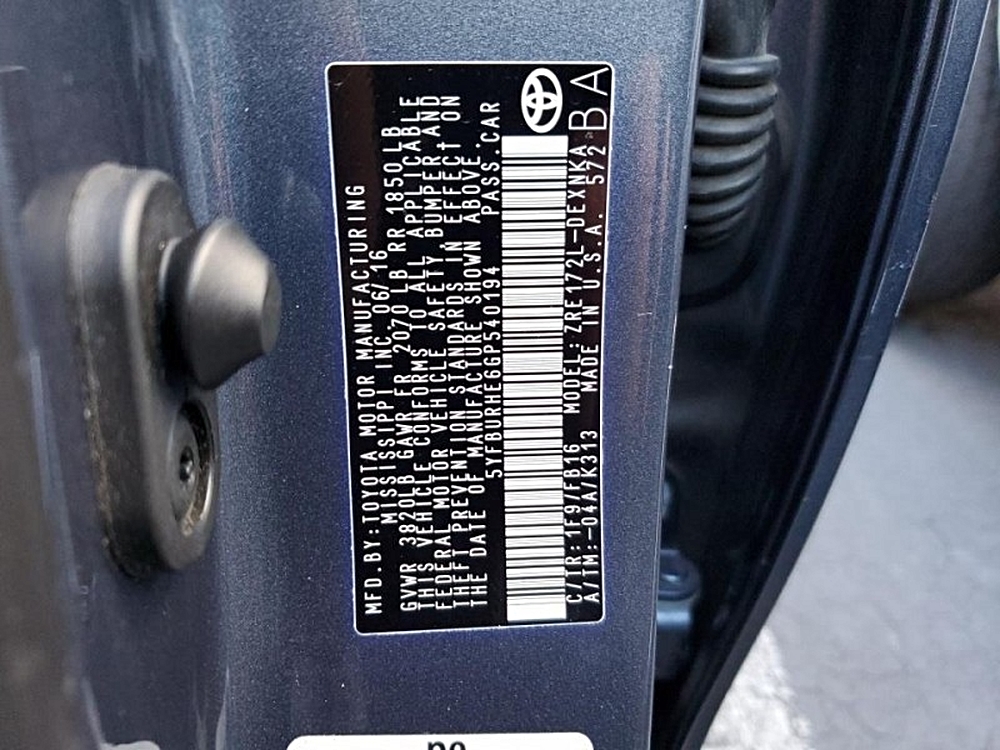 MFD.BY:TOYOTA MOTOR MANUFACTURING
MISSISSIPPI INC. 06/16
GVWR 3820LB GAWR FR 2070 LB RR 1850 LB
THIS VEHICLE CONFORMS TO ALL APPLICABLE
FEDERAL MOTOR VEHICLE SAFETY, BUMPER, AND
THEFT PREVENTION STANDARDS IN EFFECT ON
THE DATE OF MANUFACTURE SHOWN ABOVE.
5YFBURHE6GP540194 PASS.CAR
C/TR:1F9/FB16 MODEL:ZRE172L-DEXNKA
A/TM:-04A/K313 MADE IN U.S.A. 572
BA